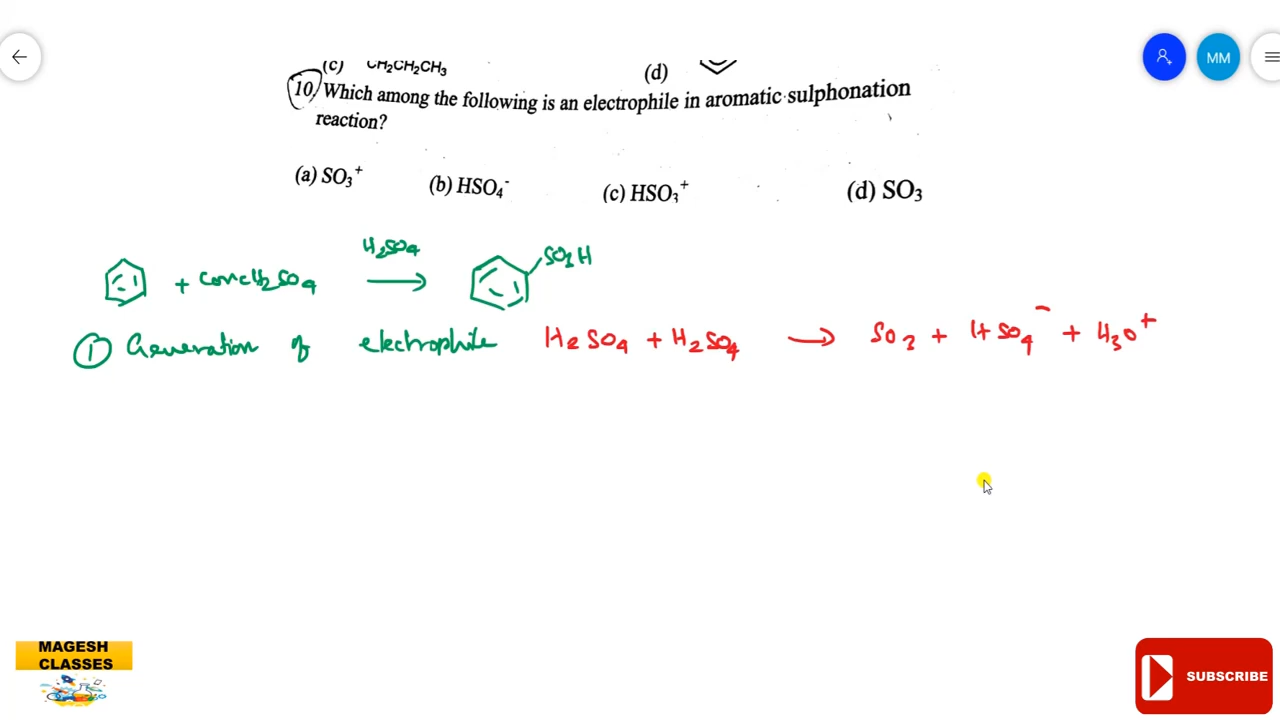 MM
(c) CH₂CH₂CH₃ (d)
10. Which among the following is an electrophile in aromatic sulphonation
reaction?
(a) SO₃⁺ (b) HSO₄⁻ (c) HSO₃⁺ (d) SO₃
+ Conc H₂SO₄ H₂SO₄ → SO₃H
① Generation of electrophile H₂SO₄ + H₂SO₄ → SO₃ + HSO₄⁻ + H₃O⁺
MAGESH
CLASSES
SUBSCRIBE